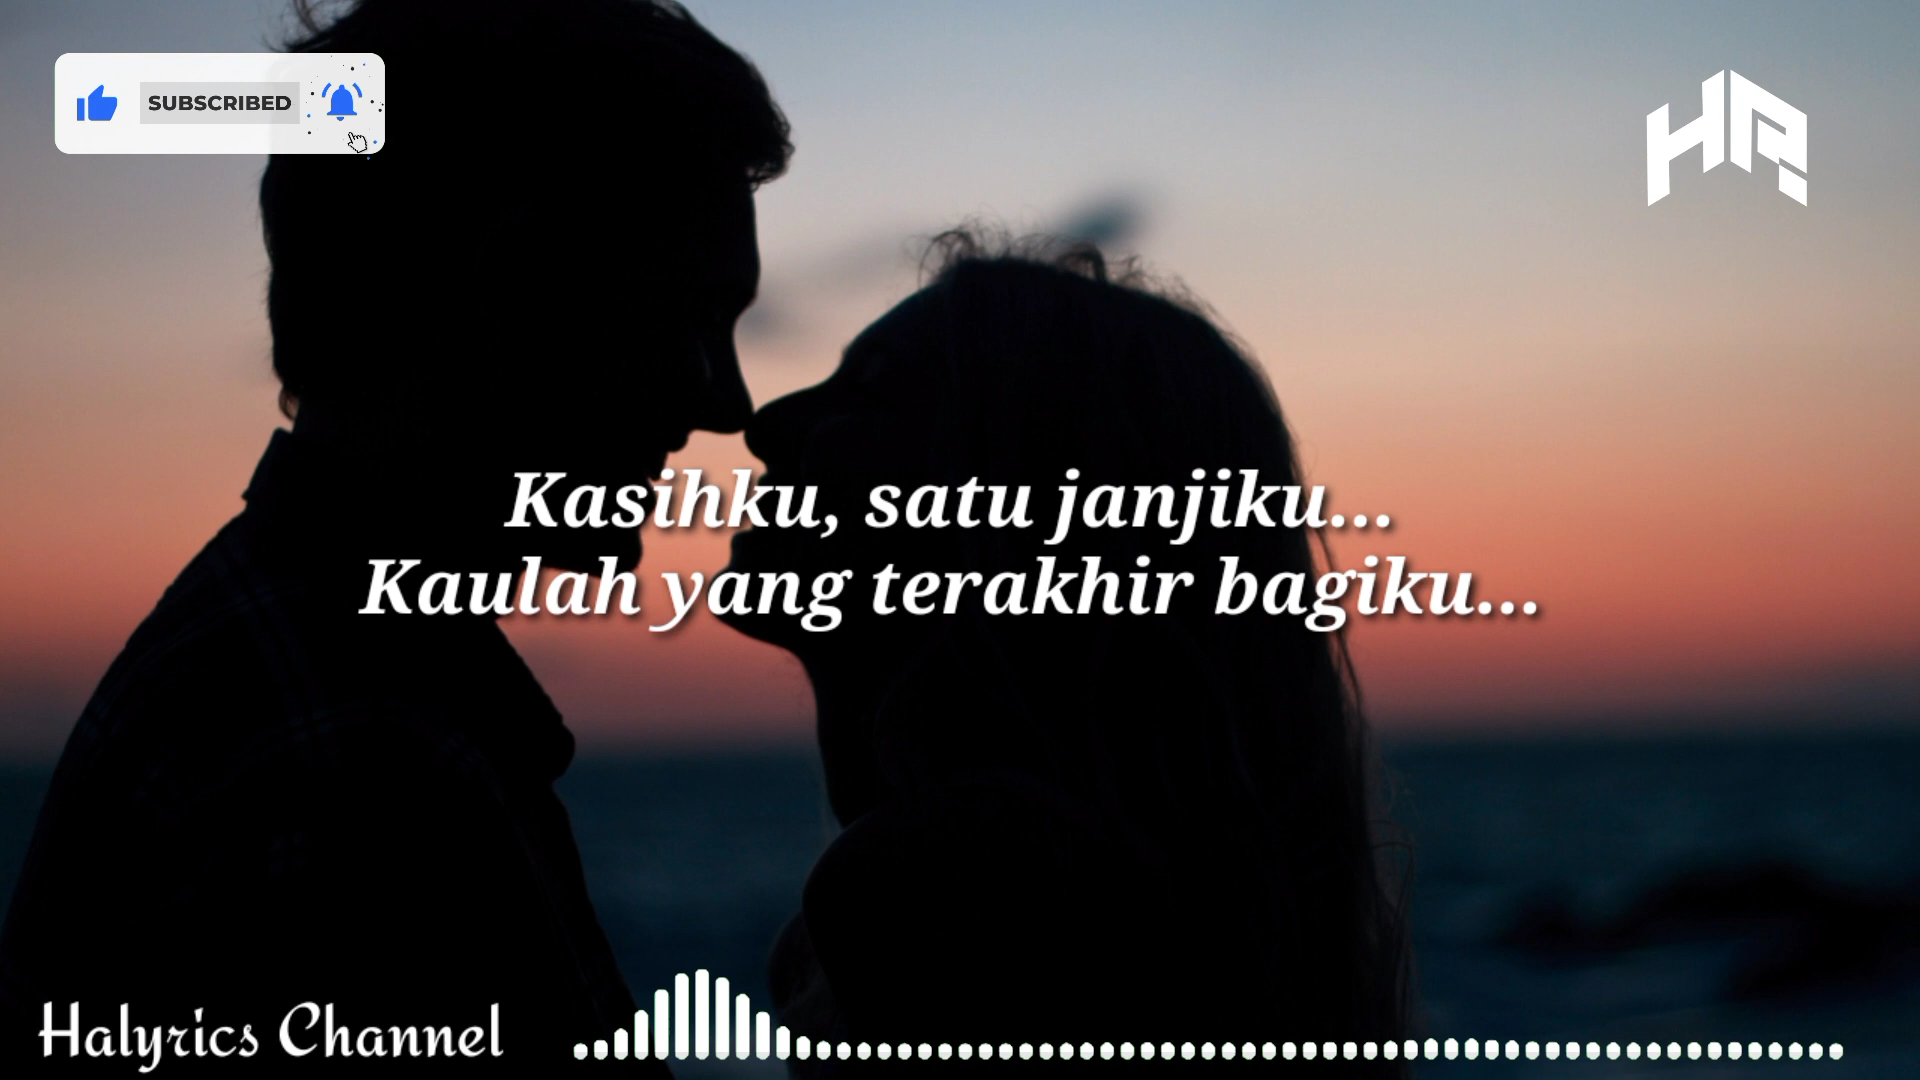 SUBSCRIBED
Kasihku, satu janjiku...
Kaulah yang terakhir bagiku...
Halyrics Channel